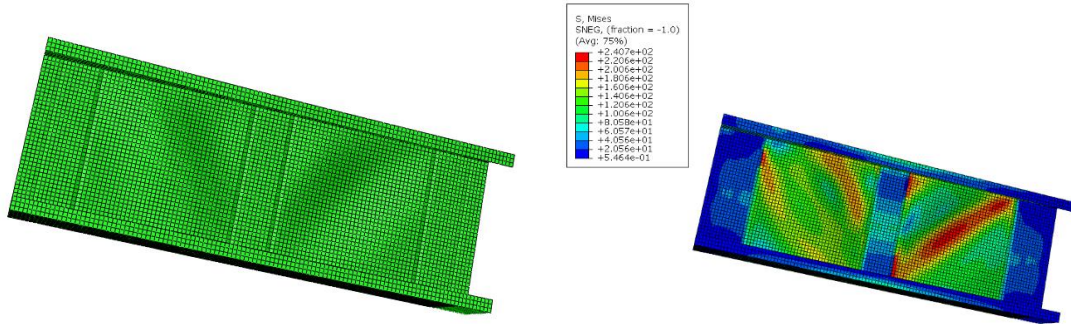 S, Mises
SNEG, (fraction = -1.0)
(Avg: 75%)
+2.407e+02
+2.206e+02
+2.006e+02
+1.806e+02
+1.606e+02
+1.406e+02
+1.206e+02
+1.006e+02
+8.058e+01
+6.057e+01
+4.056e+01
+2.056e+01
+5.464e-01